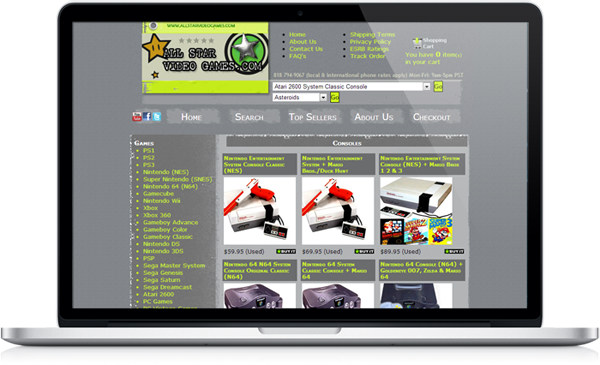 WWW.ALLSTARVIDEOGAMES.COM
ALL STAR
VIDEO GAMES.COM
Home
About Us
Contact Us
FAQ's
Shipping Terms
Privacy Policy
ESRB Ratings
Track Order
Shopping
Cart
You have 0 item(s)
in your cart.
818 794-9667 (local & International phone rates apply) Mon-Fri: 9am-5pm PST
Atari 2600 System Classic Console Go
Asteroids Go
You
Home Search Top Sellers About Us Checkout
Games
PS1
PS2
PS3
Nintendo (NES)
Super Nintendo (SNES)
Nintendo 64 (N64)
Gamecube
Nintendo Wii
Xbox
Xbox 360
Gameboy Advance
Gameboy Color
Gameboy Classic
Nintendo DS
Nintendo 3DS
PSP
Sega Master System
Sega Genesis
Sega Saturn
Sega Dreamcast
Atari 2600
PC Games
Consoles
Nintendo Entertainment
System Console Classic
(NES)
$59.95 (Used) BUY IT
Nintendo Entertainment
System + Mario
Bros./Duck Hunt
$69.95 (Used) BUY IT
Nintendo Entertainment
System (NES) + Mario Bros
1 2 & 3
$89.95 (Used) BUY IT
Nintendo 64 N64 System
Console Original Classic
(N64)
Nintendo 64 System
Classic Console + Mario
64
Nintendo 64 Console (N64) +
Goldeneye 007, Zelda & Mario
64